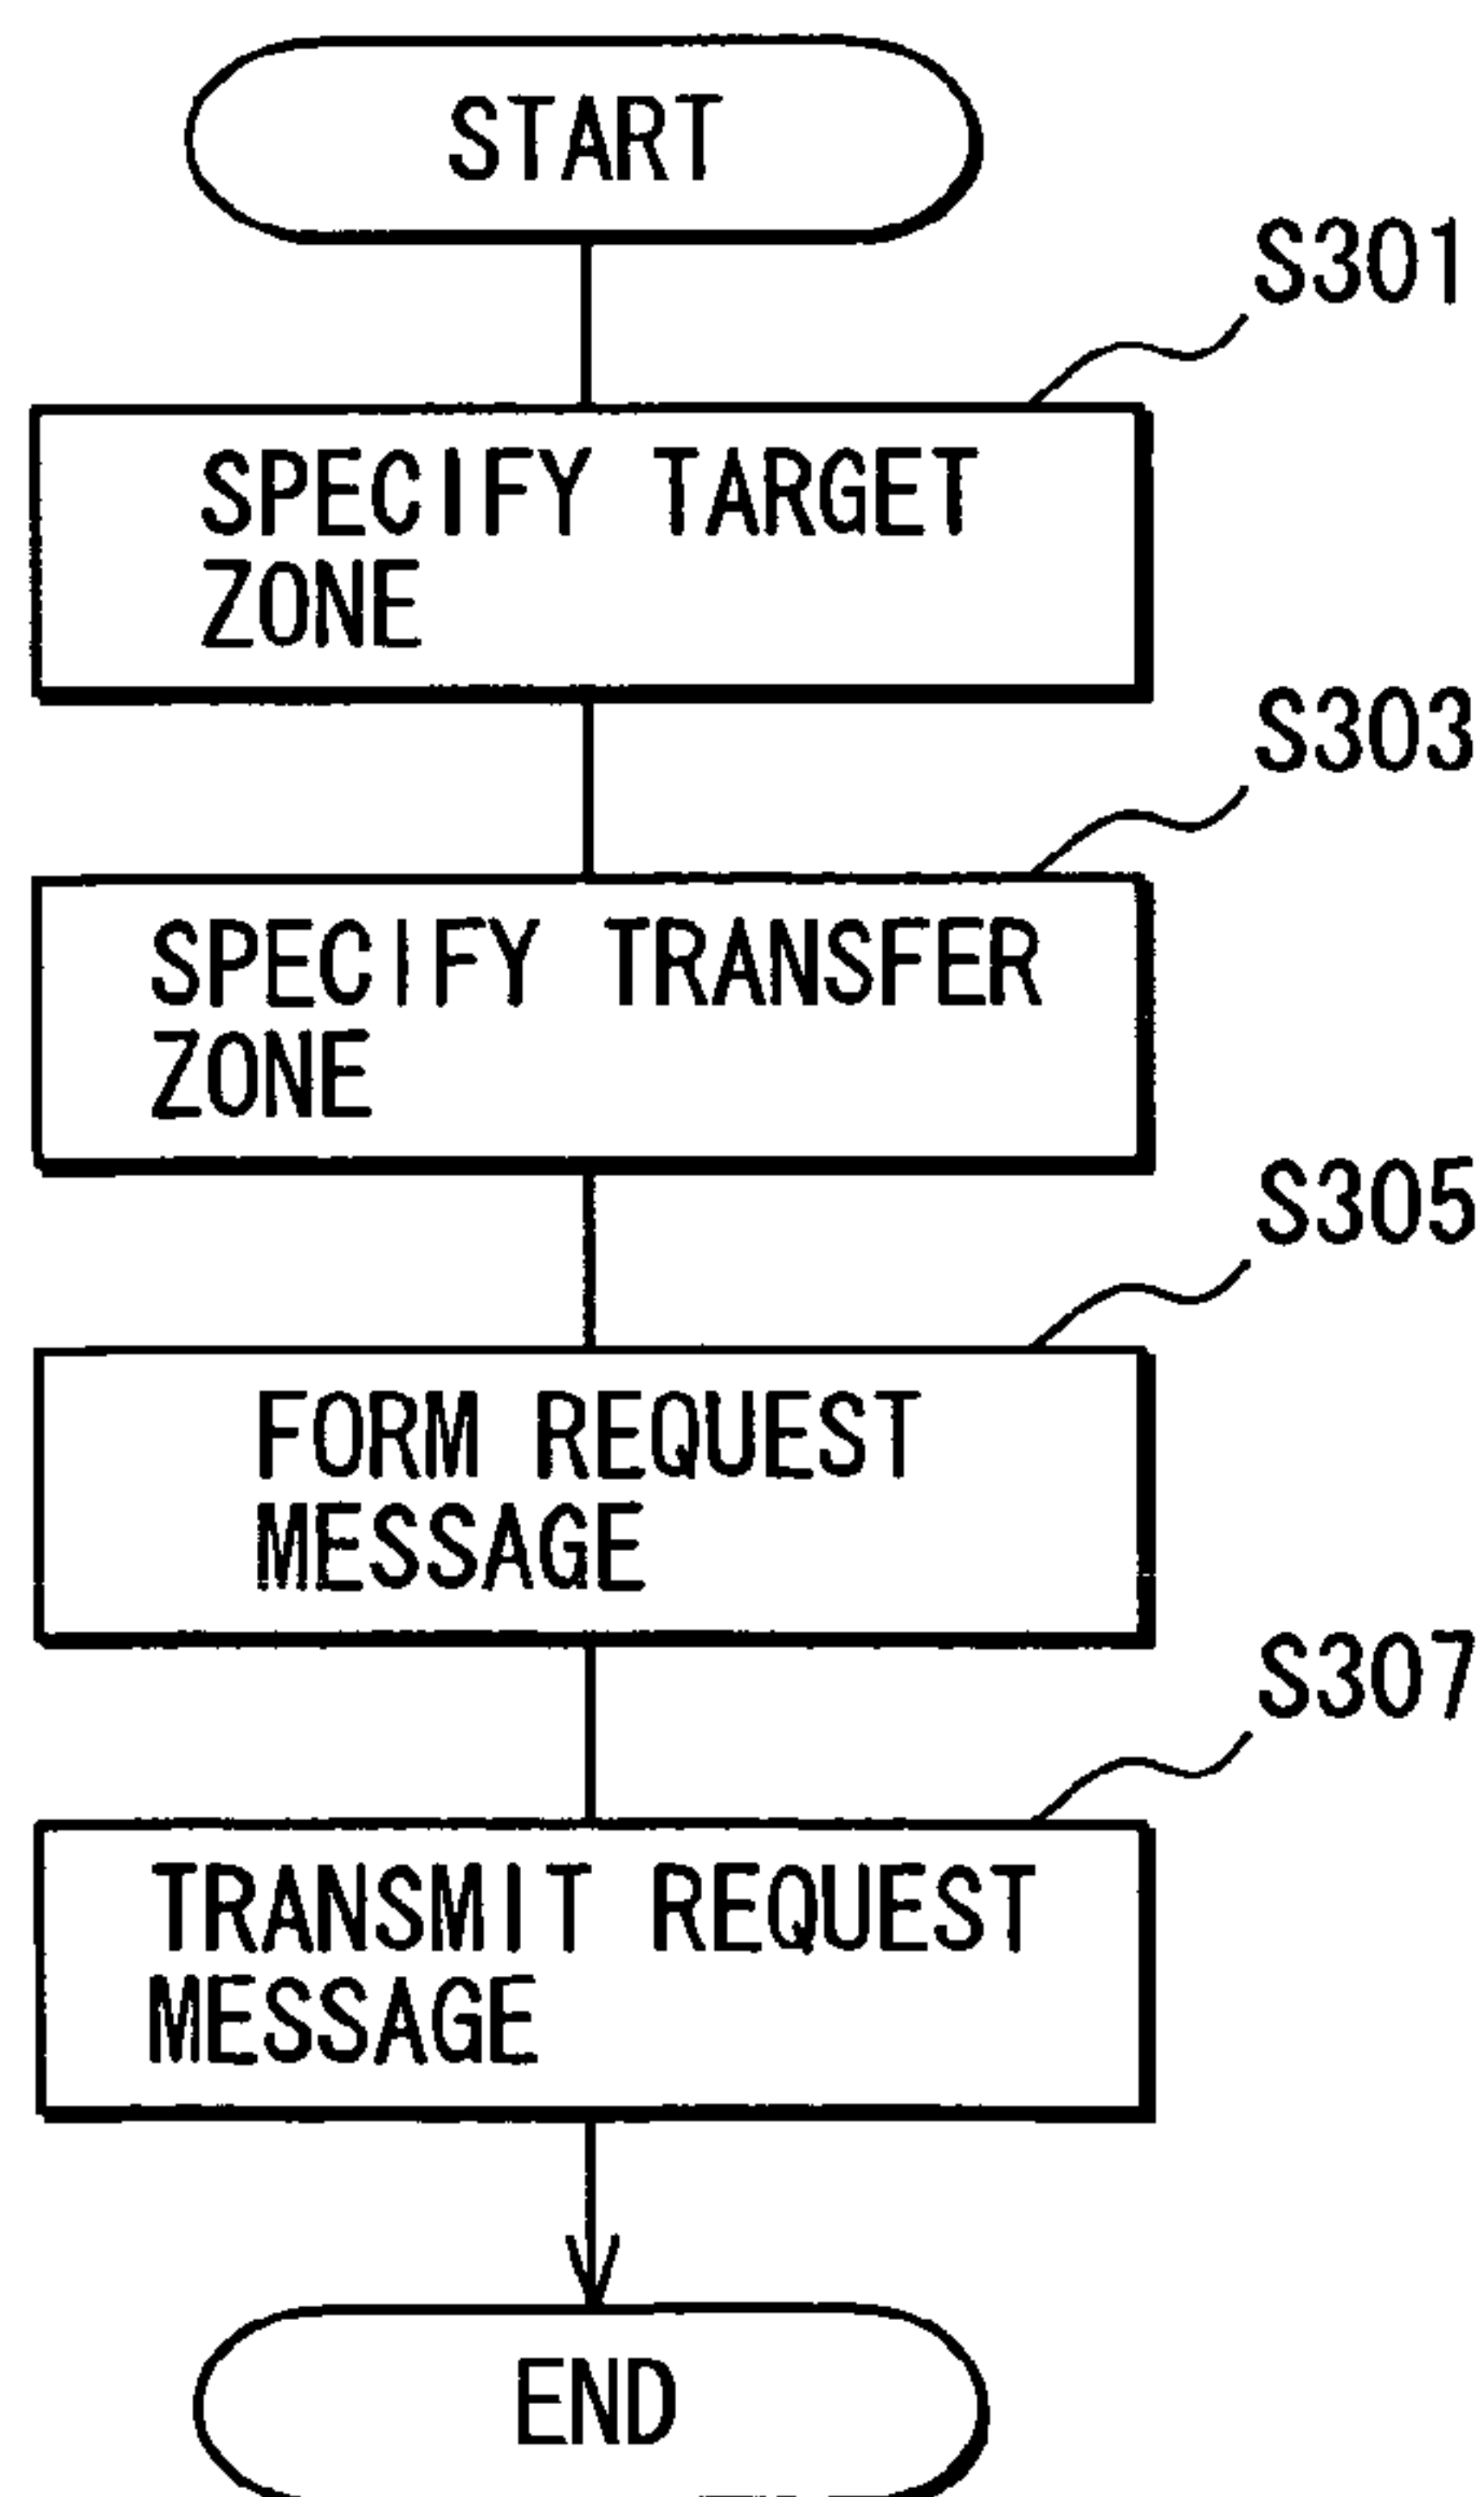 START
S301
SPECIFY TARGET
ZONE
S303
SPECIFY TRANSFER
ZONE
S305
FORM REQUEST
MESSAGE
S307
TRANSMIT REQUEST
MESSAGE
END